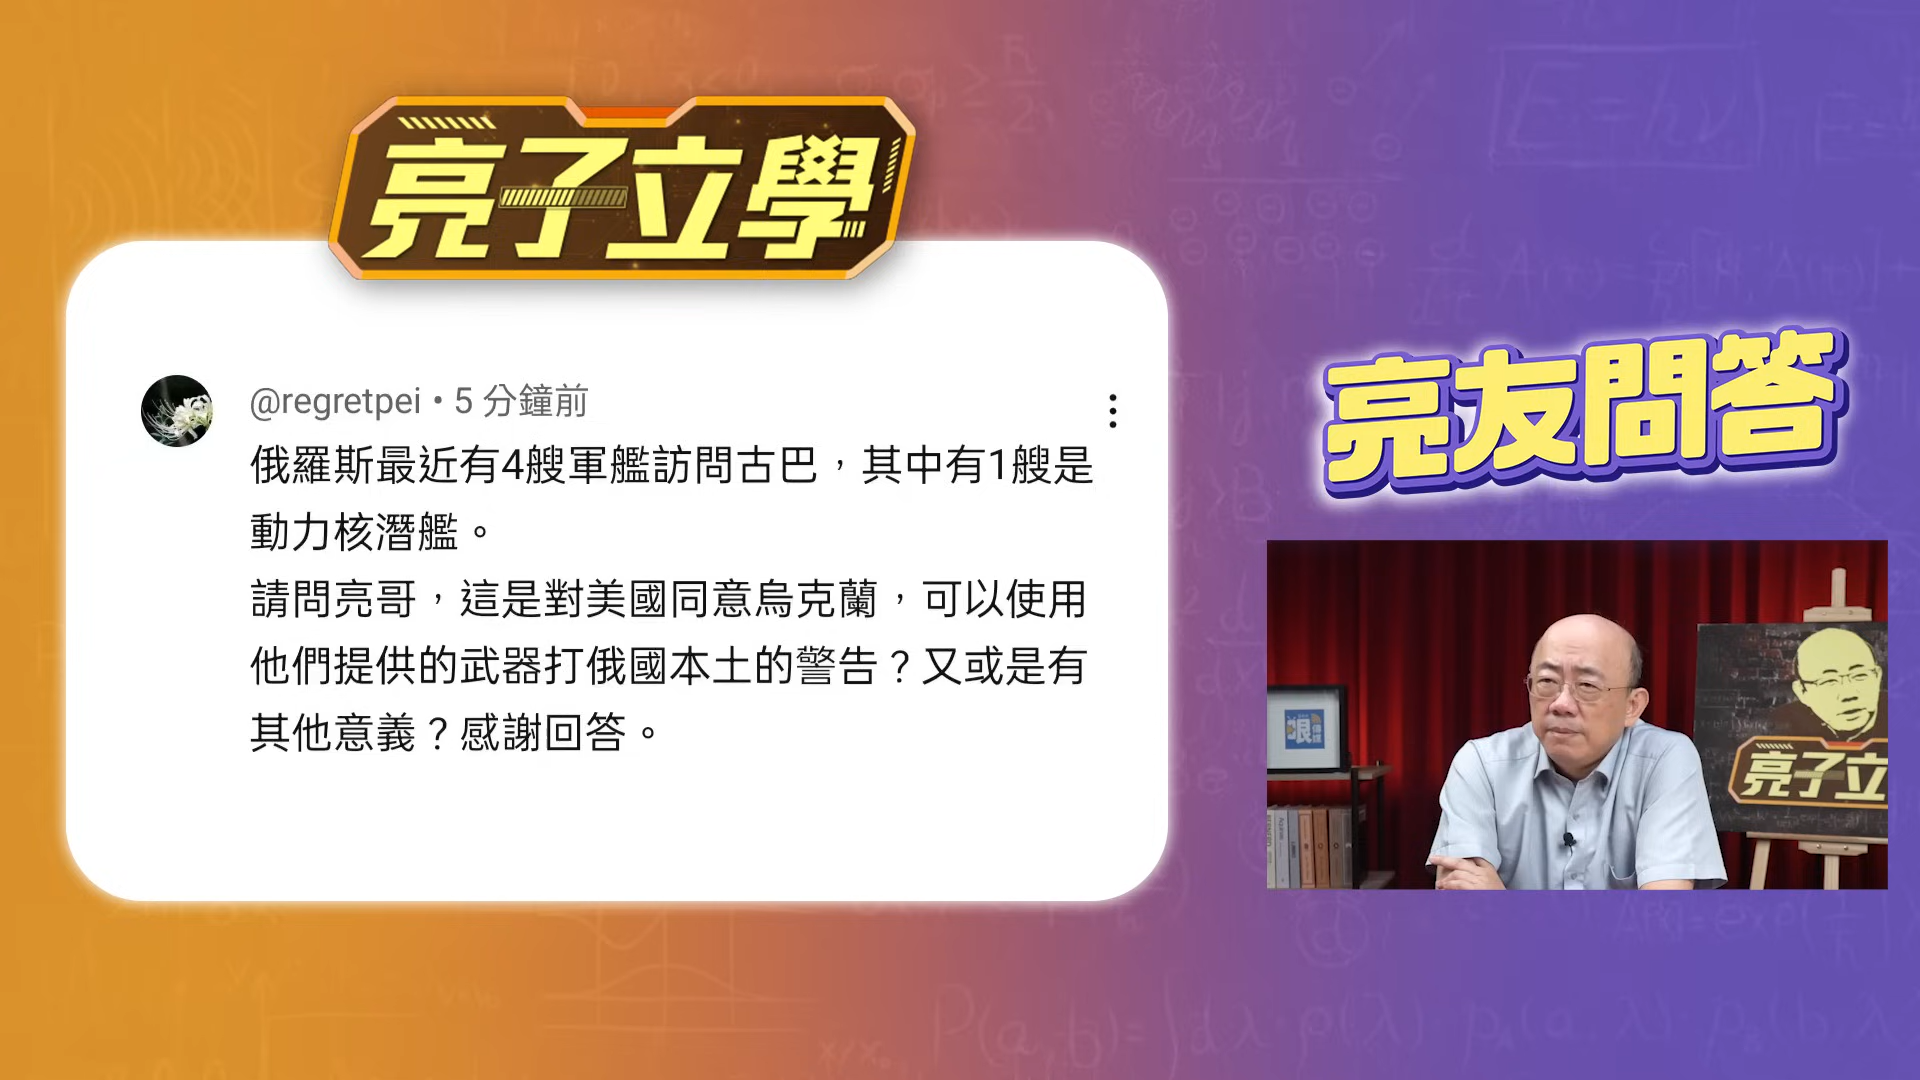 亮子立學
@regretpei • 5 分鐘前
俄羅斯最近有4艘軍艦訪問古巴，其中有1艘是
動力核潛艦。
請問亮哥，這是對美國同意烏克蘭，可以使用
他們提供的武器打俄國本土的警告？又或是有
其他意義？感謝回答。
亮友問答
眼傳媒
亮子立